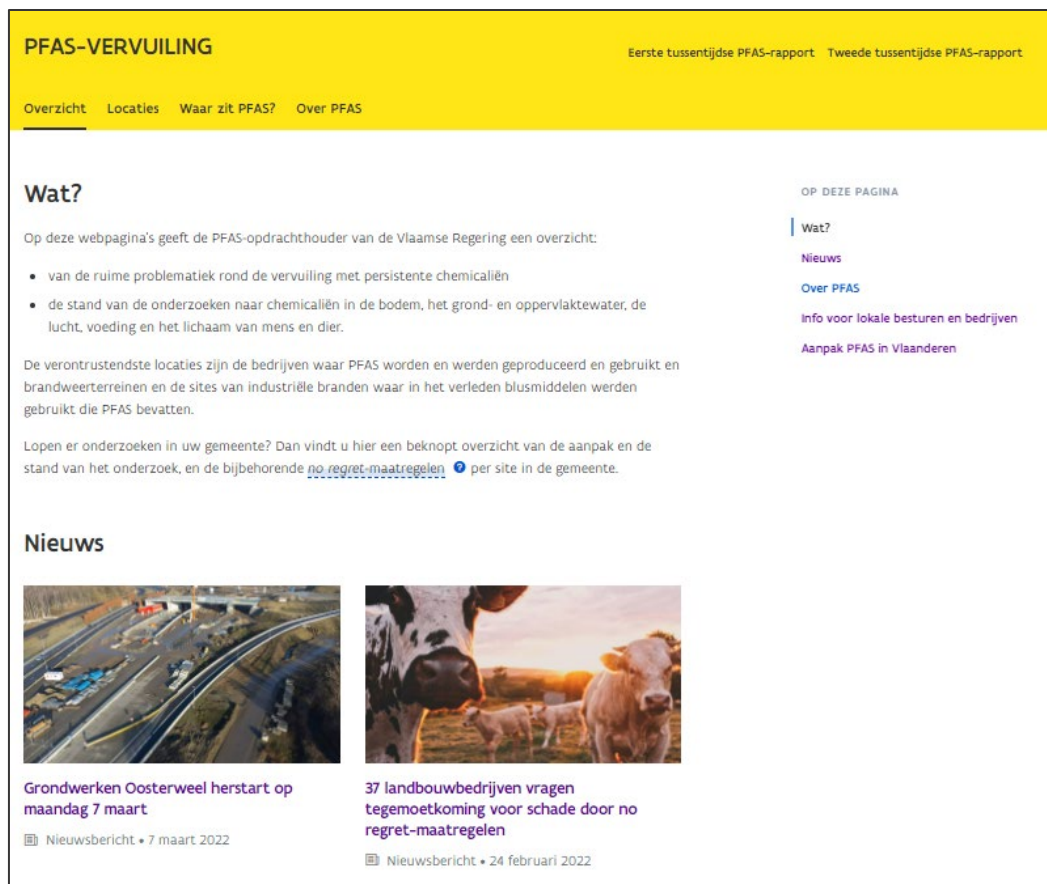 PFAS-VERVUILING
Eerste tussentijdse PFAS-rapport Tweede tussentijdse PFAS-rapport
Overzicht Locaties Waar zit PFAS? Over PFAS
Wat?
Op deze webpagina's geeft de PFAS-opdrachthouder van de Vlaamse Regering een overzicht:
• van de ruime problematiek rond de vervuiling met persistente chemicaliën
• de stand van de onderzoeken naar chemicaliën in de bodem, het grond- en oppervlaktewater, de
lucht, voeding en het lichaam van mens en dier.
De verontrustendste locaties zijn de bedrijven waar PFAS worden en werden geproduceerd en gebruikt en
brandweerterreinen en de sites van industriële branden waar in het verleden blusmiddelen werden
gebruikt die PFAS bevatten.
Lopen er onderzoeken in uw gemeente? Dan vindt u hier een beknopt overzicht van de aanpak en de
stand van het onderzoek, en de bijbehorende no regret-maatregelen ? per site in de gemeente.
OP DEZE PAGINA
Wat?
Nieuws
Over PFAS
Info voor lokale besturen en bedrijven
Aanpak PFAS in Vlaanderen
Nieuws
Grondwerken Oosterweel herstart op
maandag 7 maart
Nieuwsbericht • 7 maart 2022
37 landbouwbedrijven vragen
tegemoetkoming voor schade door no
regret-maatregelen
Nieuwsbericht • 24 februari 2022